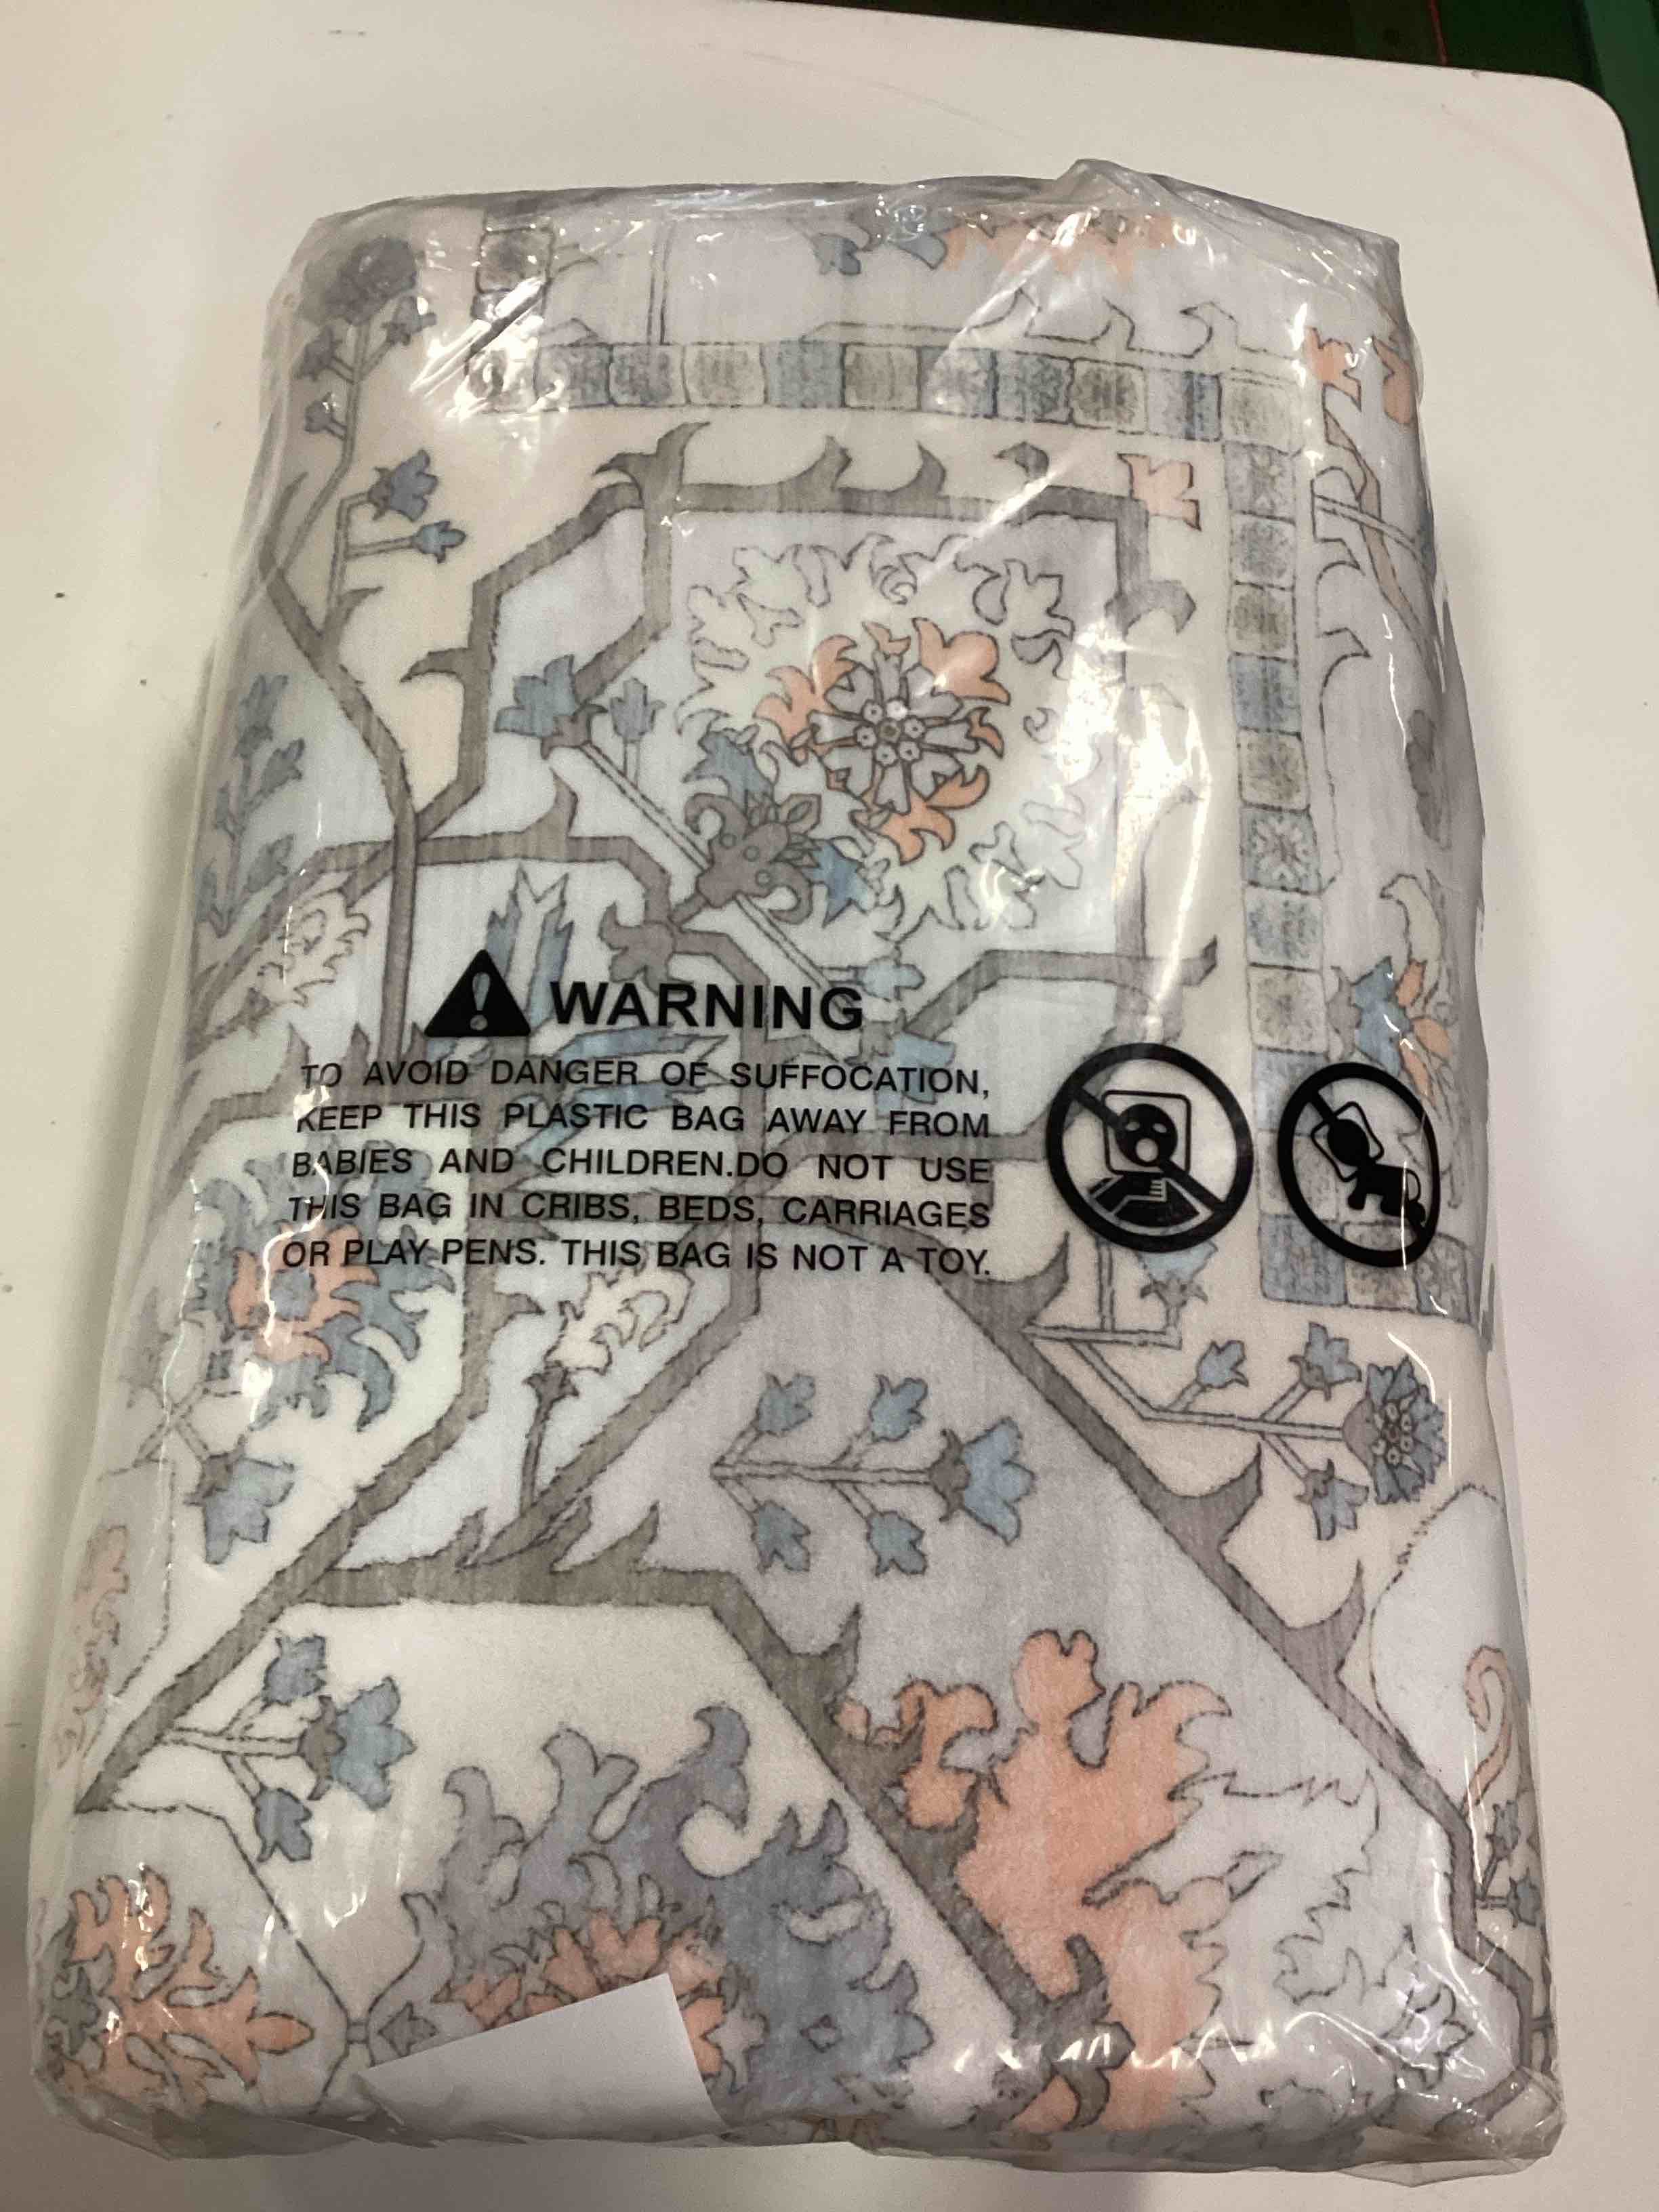 WARNING
TO AVOID DANGER OF SUFFOCATION,
KEEP THIS PLASTIC BAG AWAY FROM
BABIES AND CHILDREN.DO NOT USE
THIS BAG IN CRIBS, BEDS, CARRIAGES
OR PLAY PENS. THIS BAG IS NOT A TOY.